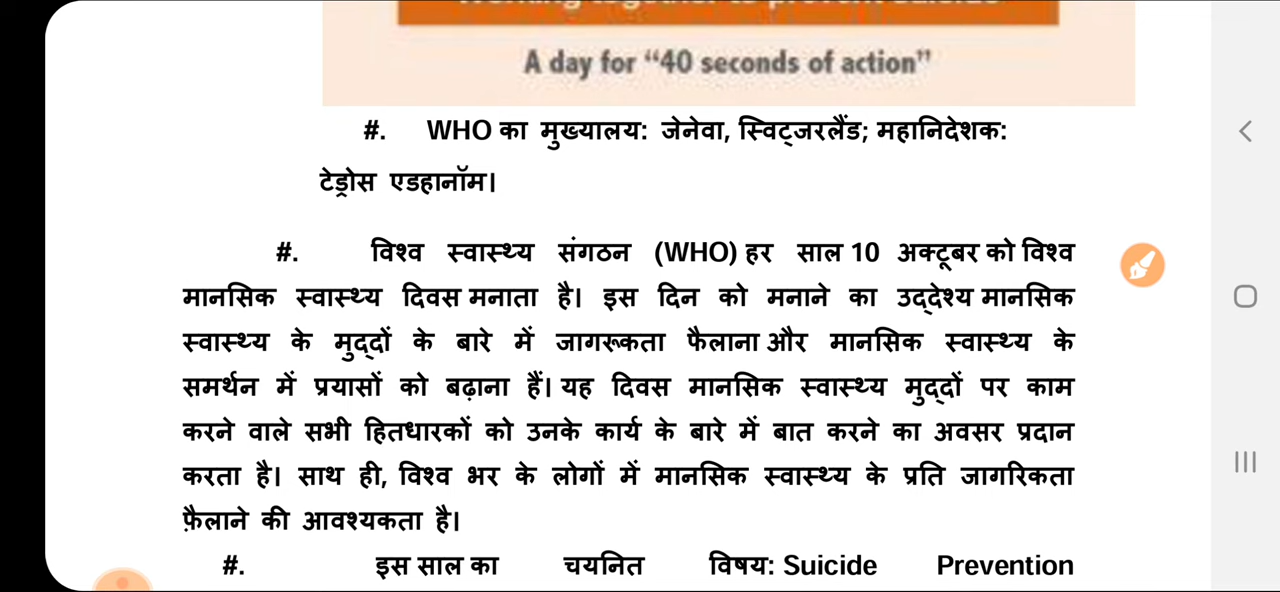 A day for “40 seconds of action”
#. WHO का मुख्यालय: जेनेवा, स्विट्जरलैंड; महानिदेशक:
टेड्रोस एडहानॉम।
#. विश्व स्वास्थ्य संगठन (WHO) हर साल 10 अक्टूबर को विश्व
मानसिक स्वास्थ्य दिवस मनाता है। इस दिन को मनाने का उद्देश्य मानसिक
स्वास्थ्य के मुद्दों के बारे में जागरूकता फैलाना और मानसिक स्वास्थ्य के
समर्थन में प्रयासों को बढ़ाना हैं। यह दिवस मानसिक स्वास्थ्य मुद्दों पर काम
करने वाले सभी हितधारकों को उनके कार्य के बारे में बात करने का अवसर प्रदान
करता है। साथ ही, विश्व भर के लोगों में मानसिक स्वास्थ्य के प्रति जागरिकता
फ़ैलाने की आवश्यकता है।
#. इस साल का चयनित विषय: Suicide Prevention